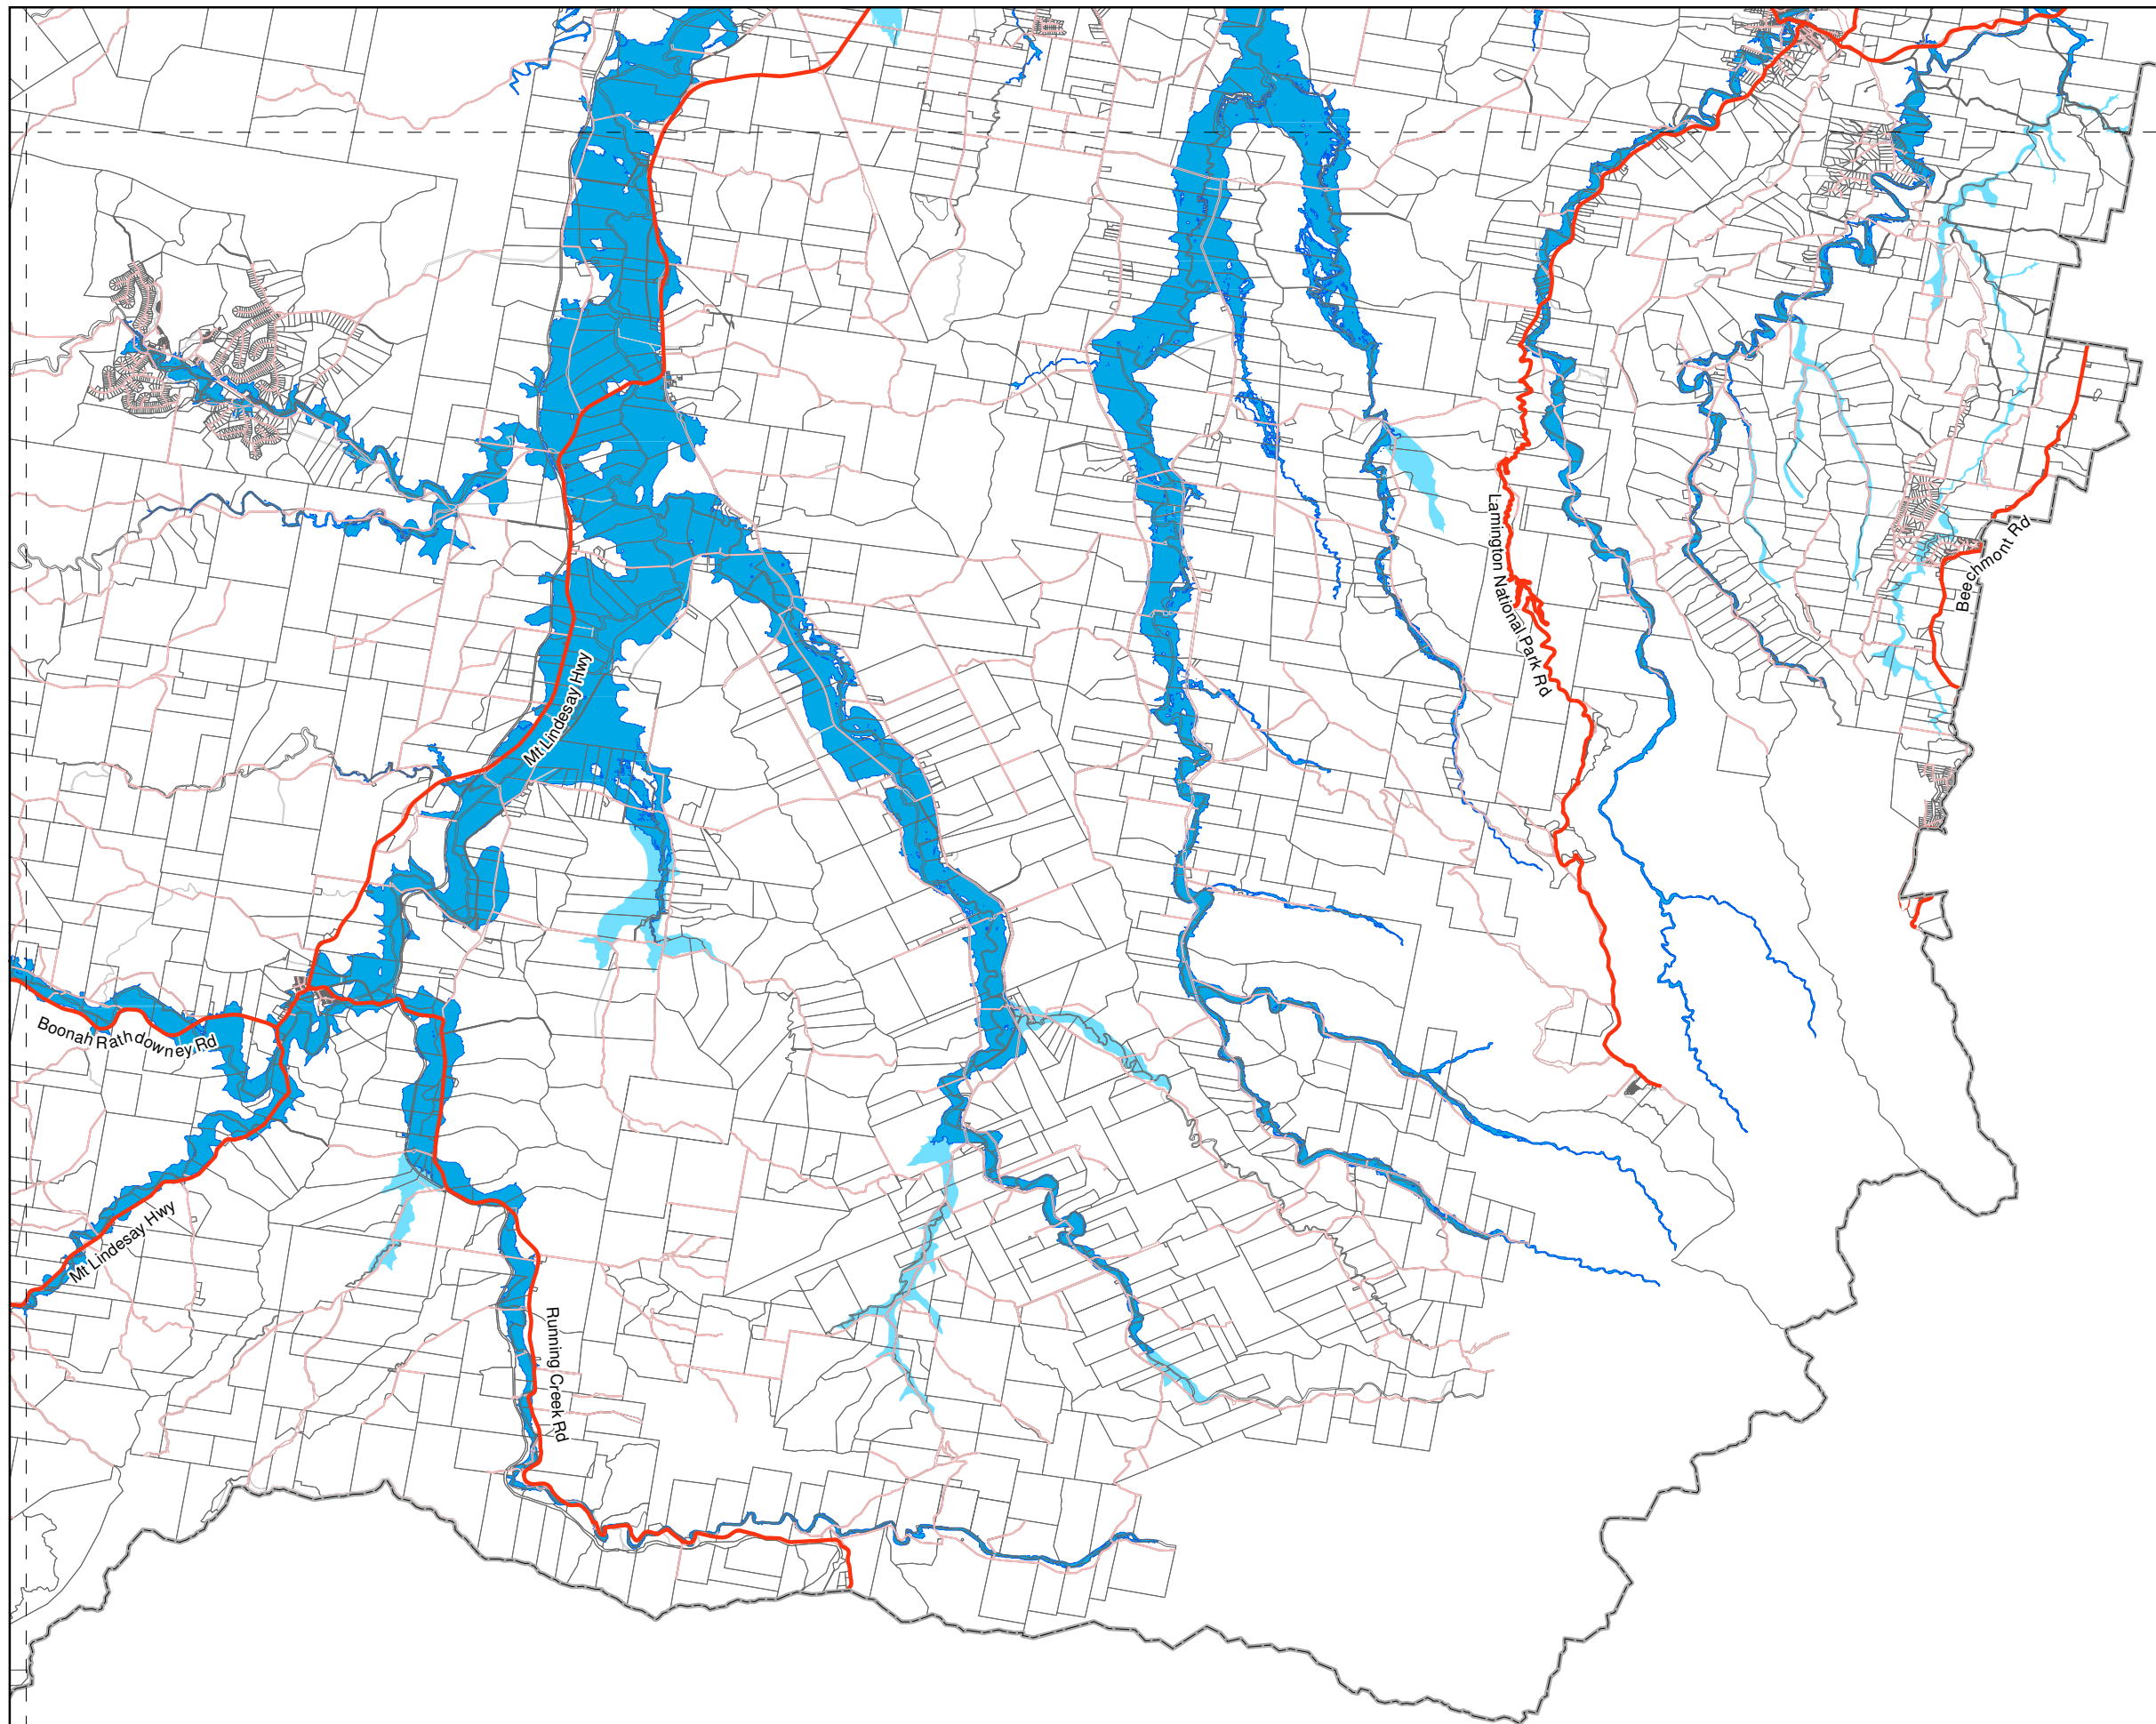 Lamington National Park Rd
Beechmont Rd
Mt Lindesay Hwy
Boonah Rathdowney Rd
Mt Lindesay Hwy
Running Creek Rd